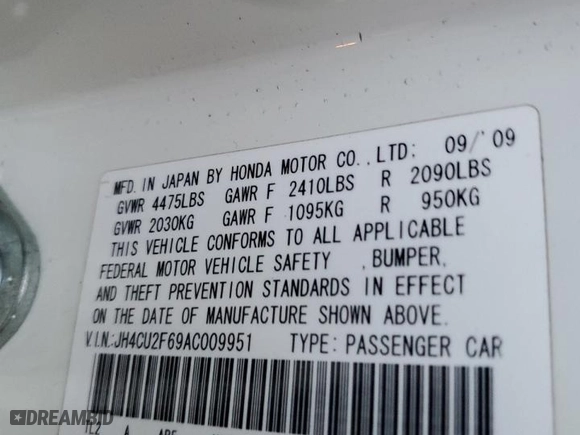 MFD. IN JAPAN BY HONDA MOTOR CO., LTD: 09/'09
GVWR 4475LBS GAWR F 2410LBS R 2090LBS
GVWR 2030KG GAWR F 1095KG R 950KG
THIS VEHICLE CONFORMS TO ALL APPLICABLE
FEDERAL MOTOR VEHICLE SAFETY ,BUMPER,
AND THEFT PREVENTION STANDARDS IN EFFECT
ON THE DATE OF MANUFACTURE SHOWN ABOVE.
V.I.N.:JH4CU2F69AC009951 TYPE: PASSENGER CAR
DREAMBID